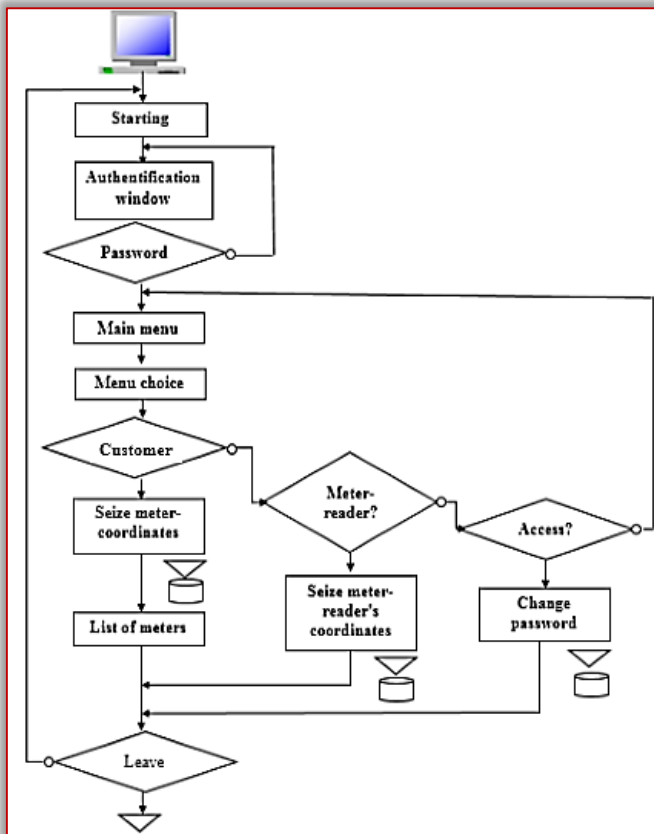 Starting
Authentification
window
Password
Main menu
Menu choice
Customer
Meter-
reader?
Access?
Seize meter-
coordinates
Seize meter-
reader's
coordinates
Change
password
List of meters
Leave